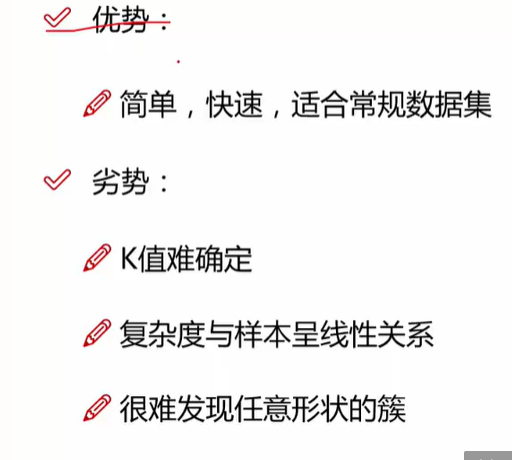 优势：
简单，快速，适合常规数据集
劣势：
K值难确定
复杂度与样本呈线性关系
很难发现任意形状的簇